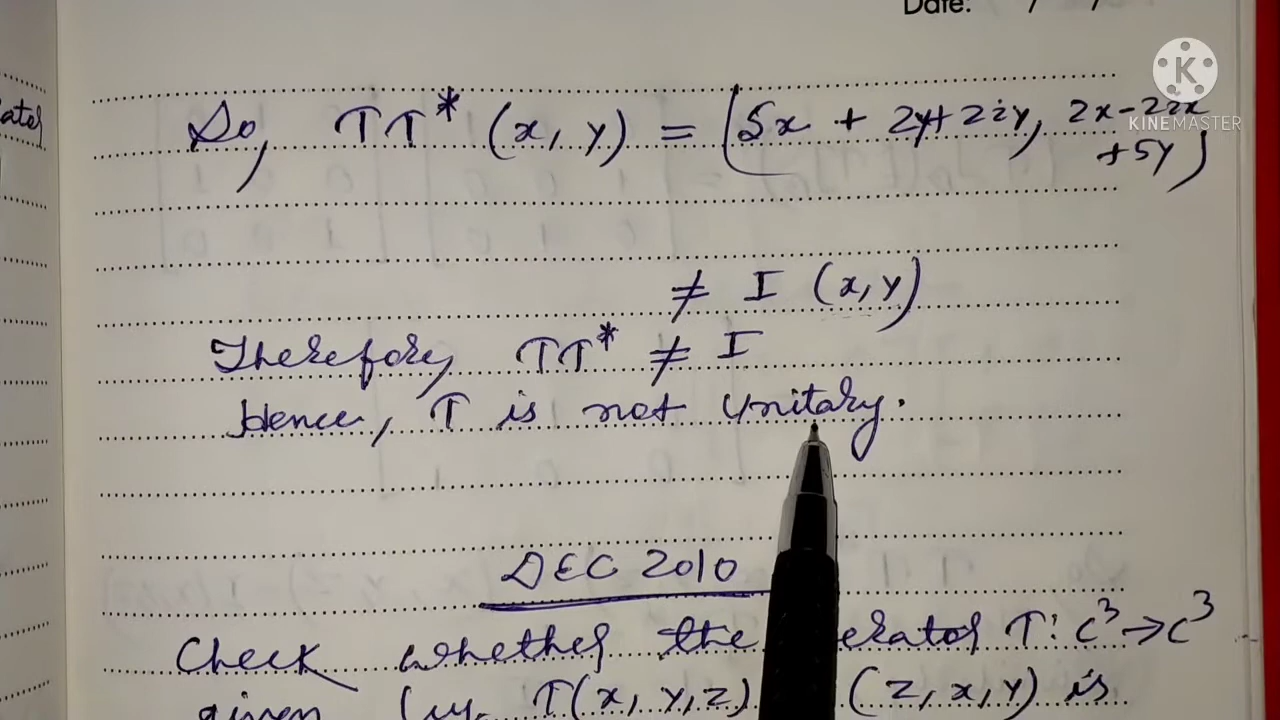 Date: / /
K
KINEMASTER
So, TT* (x, y) = (5x + 2y+2iy, 2x-2ix
+5y)
≠ I (x,y)
Therefore, TT* ≠ I
Hence, T is not Unitary.
DEC 2010
Check whether the T: C³→C³
given by T(x, y, z) (z, x, y) is